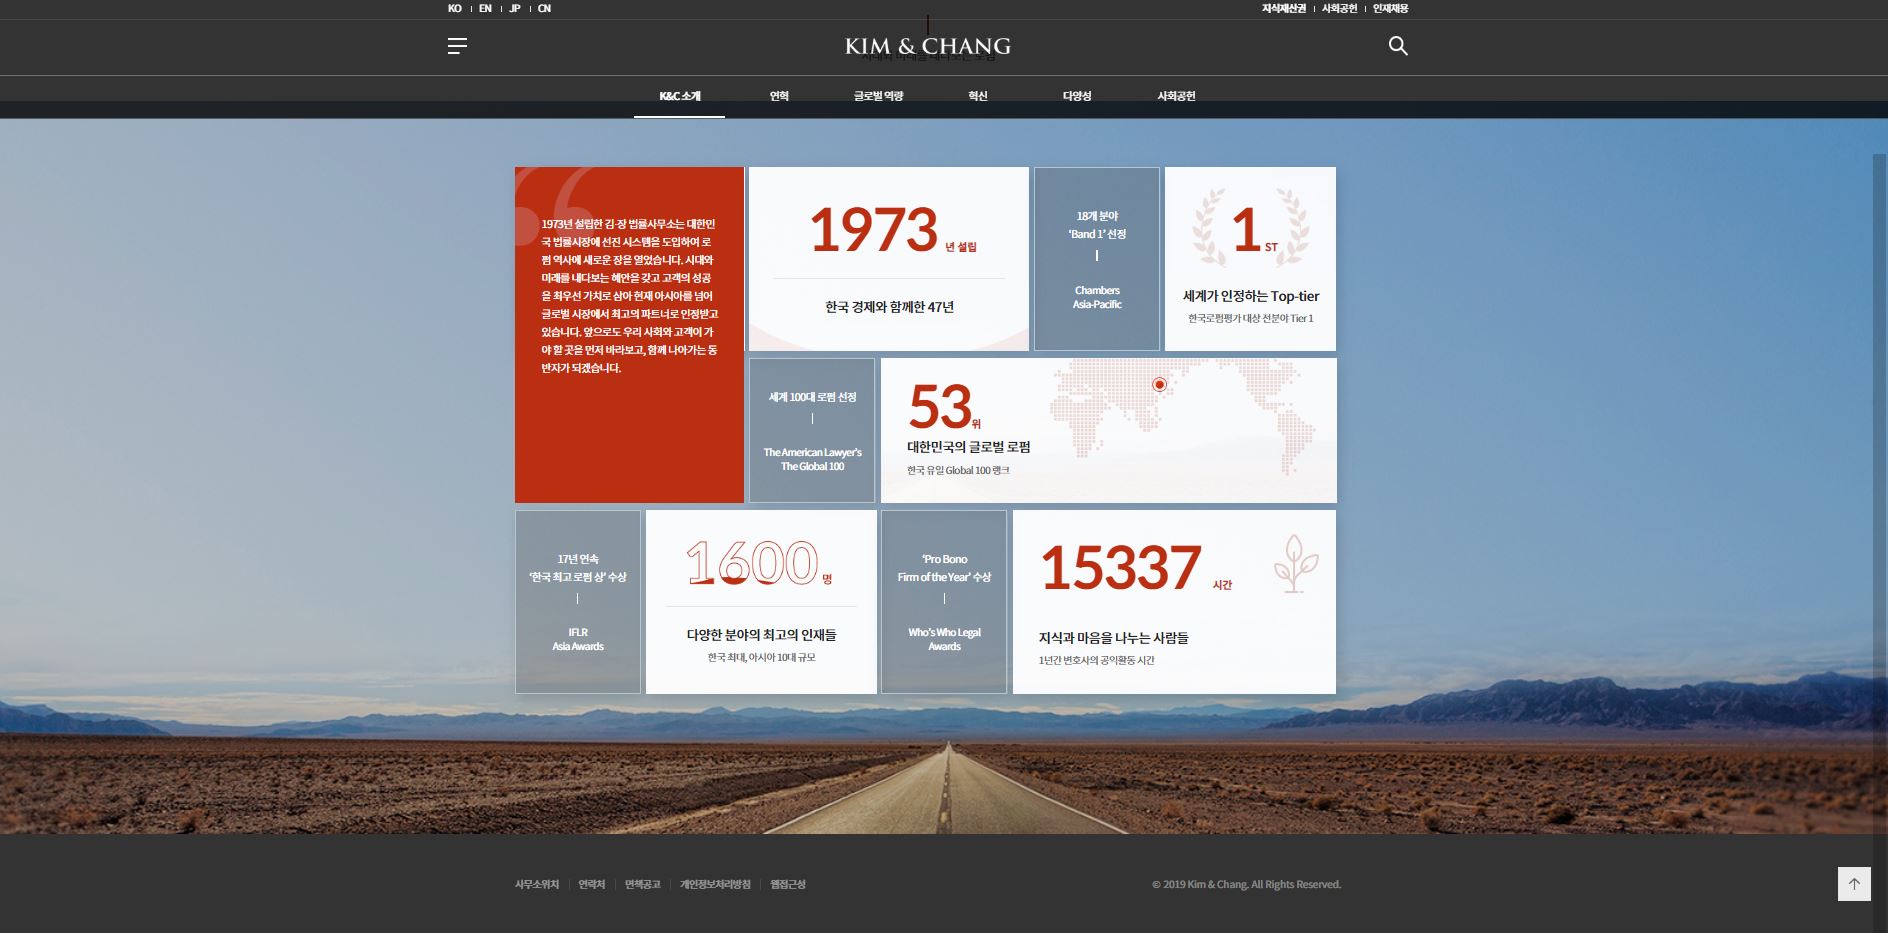 KO EN JP CN
지식재산권 사회공헌 인재채용
KIM & CHANG
K&C 소개 연혁 글로벌 역량 혁신 다양성 사회공헌
1973년 설립한 김·장 법률사무소는 대한민
국 법률시장에 선진 시스템을 도입하여 로
펌 역사에 새로운 장을 열었습니다. 시대와
미래를 내다보는 혜안을 갖고 고객의 성공
을 최우선 가치로 삼아 현재 아시아를 넘어
글로벌 시장에서 최고의 파트너로 인정받고
있습니다. 앞으로도 우리 사회와 고객이 가
야 할 곳을 먼저 바라보고, 함께 나아가는 동
반자가 되겠습니다.
1973 년 설립
한국 경제와 함께한 47년
18개 분야
‘Band 1’ 선정
Chambers
Asia-Pacific
1 ST
세계가 인정하는 Top-tier
한국로펌평가 대상 전분야 Tier 1
세계 100대 로펌 선정
The American Lawyer's
The Global 100
53위
대한민국의 글로벌 로펌
한국 유일 Global 100 랭크
17년 연속
‘한국 최고 로펌 상’ 수상
IFLR
Asia Awards
1600 명
다양한 분야의 최고의 인재들
한국 최대, 아시아 10대 규모
‘Pro Bono
Firm of the Year’ 수상
Who's Who Legal
Awards
15337 시간
지식과 마음을 나누는 사람들
1년간 변호사의 공익활동 시간
사무소위치 연락처 면책공고 개인정보처리방침 웹접근성
© 2019 Kim & Chang. All Rights Reserved.